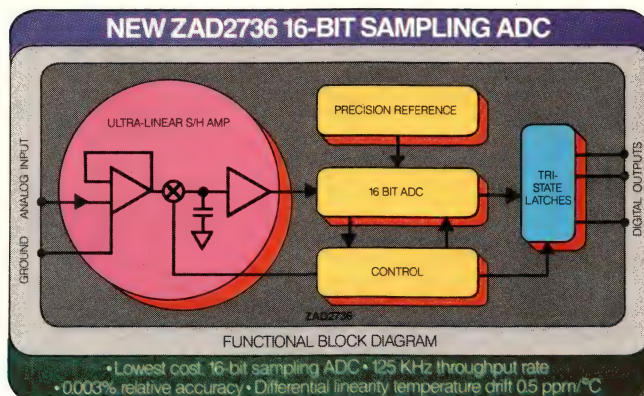 NEW ZAD2736 16-BIT SAMPLING ADC
ULTRA-LINEAR S/H AMP
PRECISION REFERENCE
ANALOG INPUT
GROUND
16 BIT ADC
TRI-
STATE
LATCHES
DIGITAL OUTPUTS
CONTROL
ZAD2736
FUNCTIONAL BLOCK DIAGRAM
•Lowest cost 16-bit sampling ADC • 125 KHz throughput rate
•0.003% relative accuracy • Differential linearity temperature drift 0.5 ppm/°C